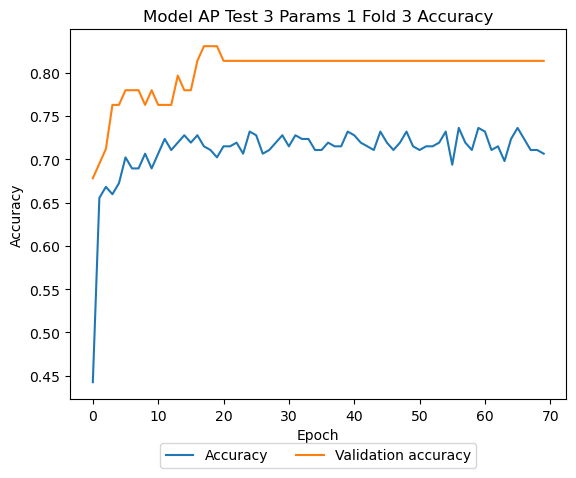 Model AP Test 3 Params 1 Fold 3 Accuracy
Accuracy
0.80
0.75
0.70
0.65
0.60
0.55
0.50
0.45
0 10 20 30 40 50 60 70
Epoch
Accuracy Validation accuracy